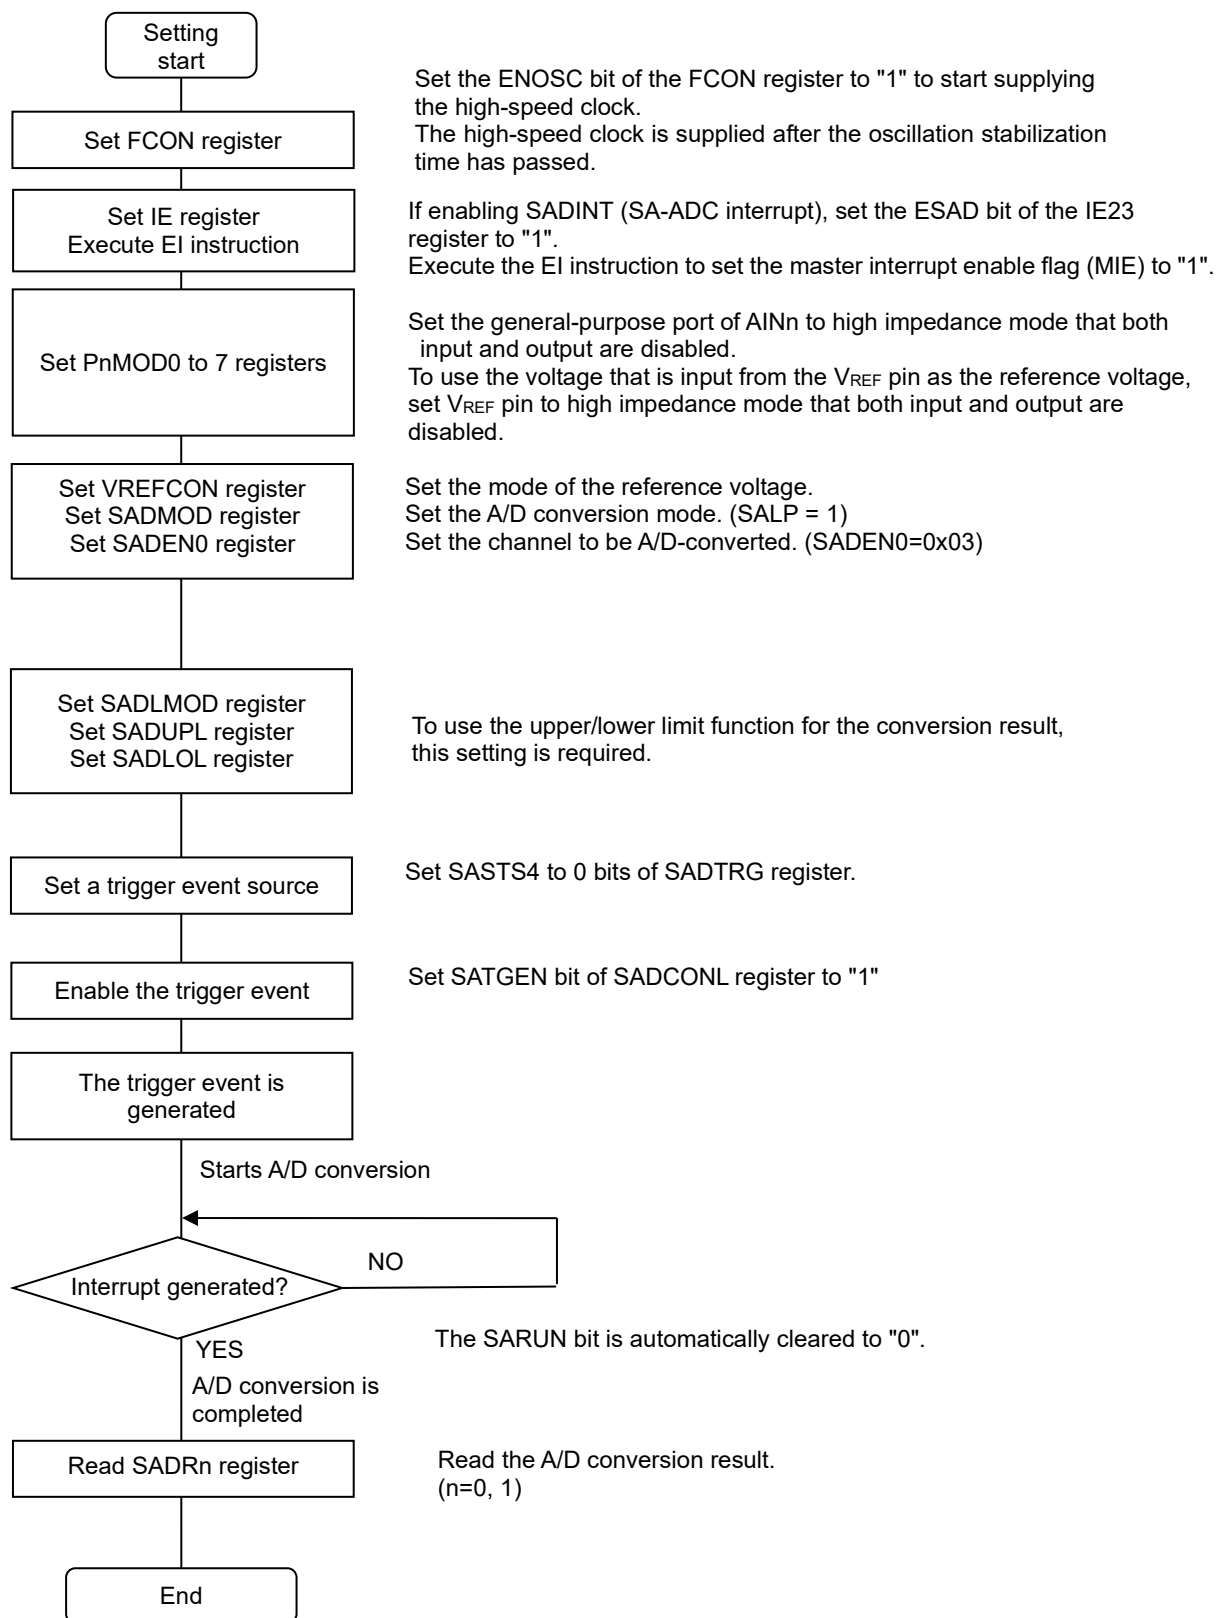 Setting
start
Set the ENOSC bit of the FCON register to "1" to start supplying
the high-speed clock.
The high-speed clock is supplied after the oscillation stabilization
time has passed.
Set FCON register
Set IE register
Execute EI instruction
If enabling SADINT (SA-ADC interrupt), set the ESAD bit of the IE23
register to "1".
Execute the EI instruction to set the master interrupt enable flag (MIE) to "1".
Set PnMOD0 to 7 registers
Set the general-purpose port of AINn to high impedance mode that both
input and output are disabled.
To use the voltage that is input from the VREF pin as the reference voltage,
set VREF pin to high impedance mode that both input and output are
disabled.
Set VREFCON register
Set SADMOD register
Set SADEN0 register
Set the mode of the reference voltage.
Set the A/D conversion mode. (SALP = 1)
Set the channel to be A/D-converted. (SADEN0=0x03)
Set SADLMOD register
Set SADUPL register
Set SADLOL register
To use the upper/lower limit function for the conversion result,
this setting is required.
Set a trigger event source
Set SASTS4 to 0 bits of SADTRG register.
Enable the trigger event
Set SATGEN bit of SADCONL register to "1"
The trigger event is
generated
Starts A/D conversion
Interrupt generated?
NO
YES
The SARUN bit is automatically cleared to "0".
A/D conversion is
completed
Read SADRn register
Read the A/D conversion result.
(n=0, 1)
End